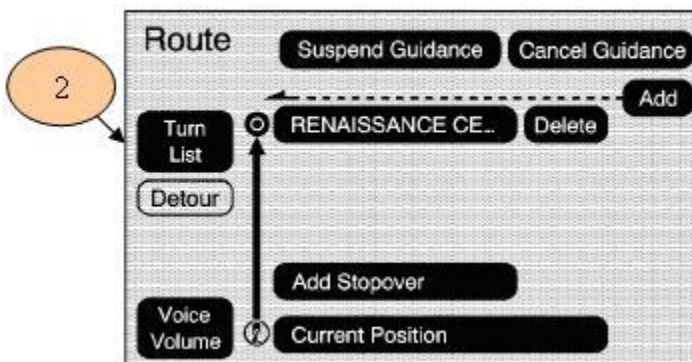 Route
Suspend Guidance
Cancel Guidance
2
Add
Turn
List
RENAISSANCE CE...
Delete
Detour
Add Stopover
Voice
Volume
Current Position